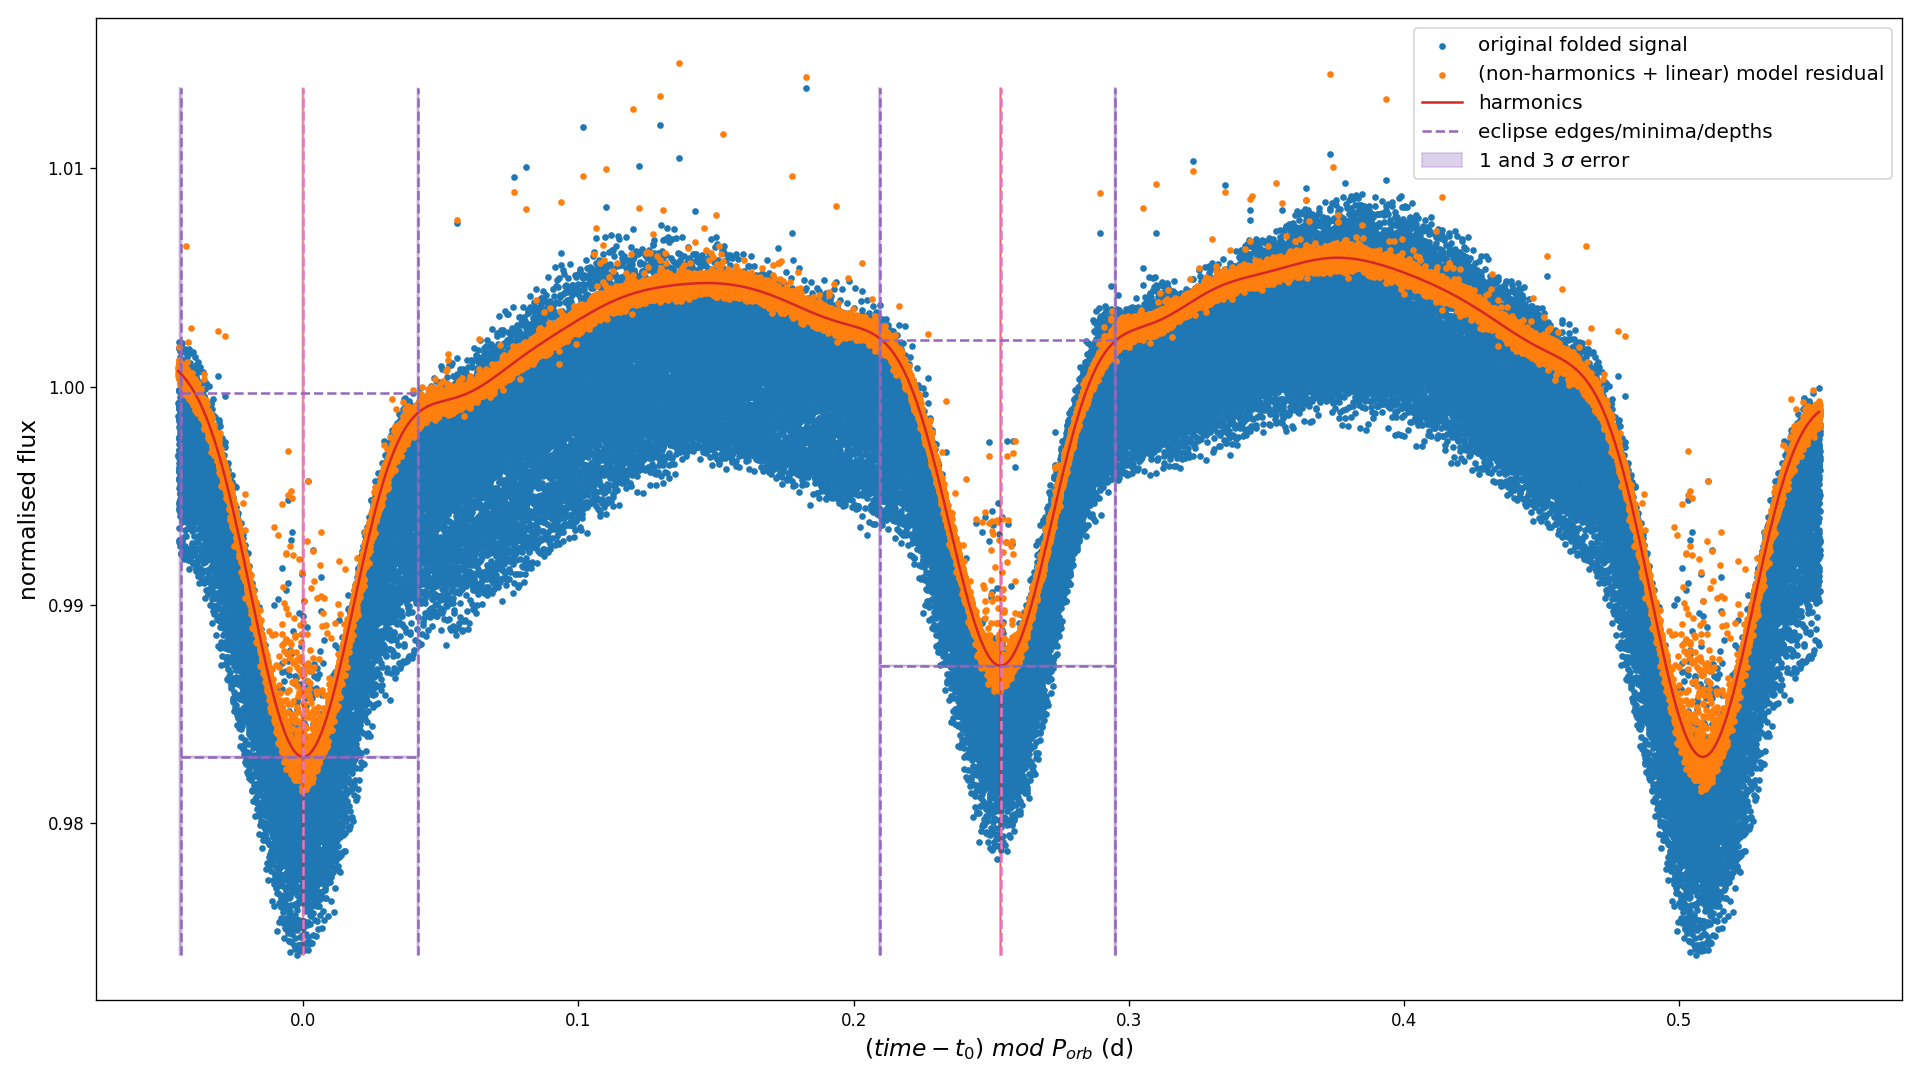 original folded signal
(non-harmonics + linear) model residual
harmonics
eclipse edges/minima/depths
1 and 3 σ error
1.01
1.00
0.99
0.98
normalised flux
0.0 0.1 0.2 0.3 0.4 0.5
(time − t₀) mod Pₒᵣ𝑏 (d)